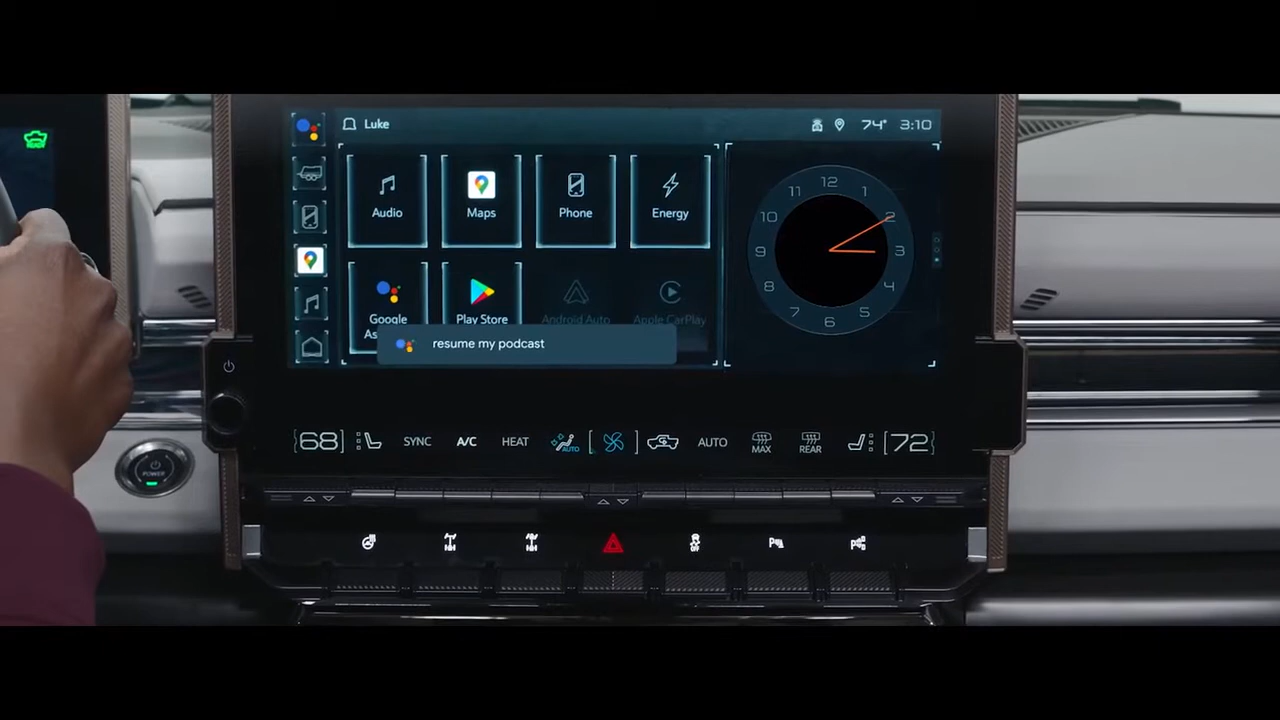 Luke
74° 3:10
Audio
Maps
Phone
Energy
Google
As
Play Store
Android Auto
Apple CarPlay
resume my podcast
12
1
2
3
4
5
6
7
8
9
10
11
POWER
68
SYNC
A/C
HEAT
AUTO
AUTO
MAX
REAR
72
OFF